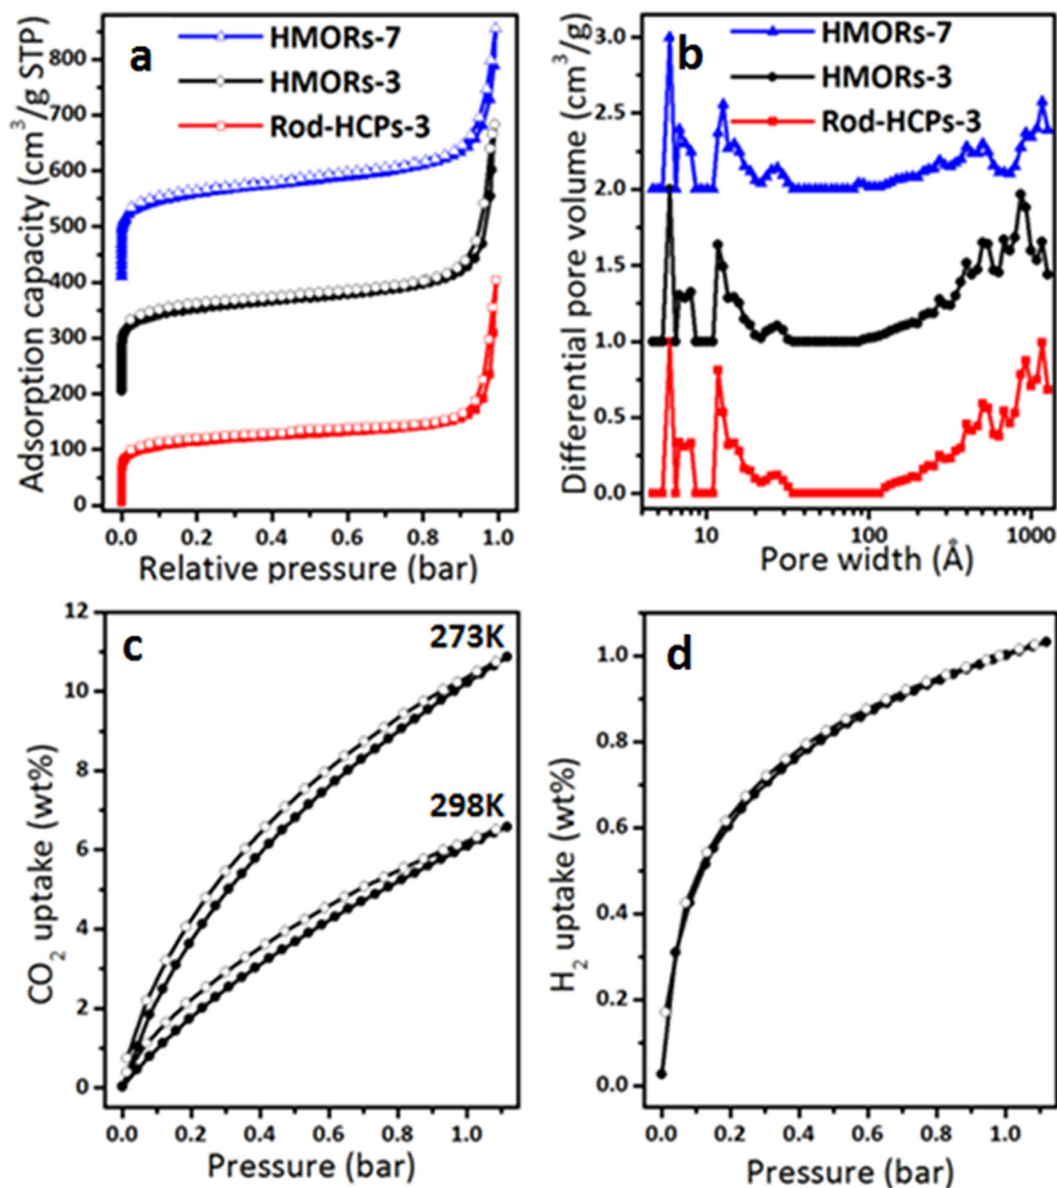 a
HMORs-7
HMORs-3
Rod-HCPs-3
Adsorption capacity (cm³/g STP)
800
700
600
500
400
300
200
100
0
0.0 0.2 0.4 0.6 0.8 1.0
Relative pressure (bar)
b
HMORs-7
HMORs-3
Rod-HCPs-3
Differential pore volume (cm³/g)
3.0
2.5
2.0
1.5
1.0
0.5
0.0
10 100 1000
Pore width (Å)
c
273K
298K
CO₂ uptake (wt%)
12
10
8
6
4
2
0
0.0 0.2 0.4 0.6 0.8 1.0
Pressure (bar)
d
H₂ uptake (wt%)
1.0
0.8
0.6
0.4
0.2
0.0
0.0 0.2 0.4 0.6 0.8 1.0
Pressure (bar)